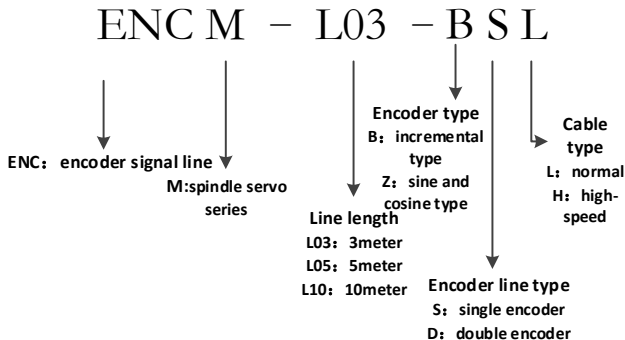 ENC M - L03 - B S L
ENC：encoder signal line
M:spindle servo
series
Line length
L03：3meter
L05：5meter
L10：10meter
Encoder type
B：incremental
type
Z：sine and
cosine type
Encoder line type
S：single encoder
D：double encoder
Cable
type
L：normal
H：high-
speed